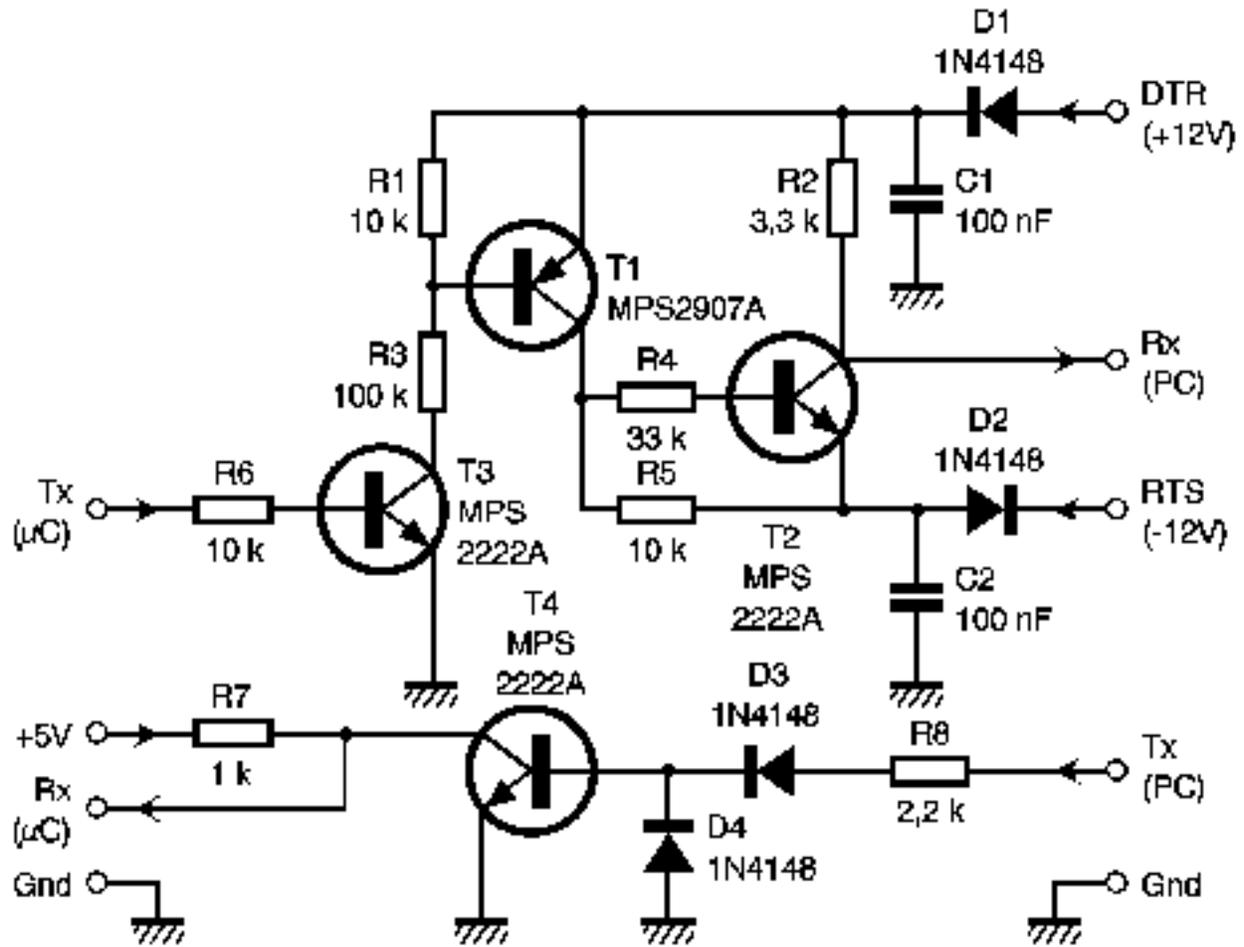 D1
1N4148
DTR
(+12V)
R1
10 k
R2
3,3 k
C1
100 nF
T1
MPS2907A
R3
100 k
R4
33 k
Rx
(PC)
D2
1N4148
R5
10 k
RTS
(-12V)
Tx
(µC)
R6
10 k
T3
MPS
2222A
T2
MPS
2222A
C2
100 nF
T4
MPS
2222A
D3
1N4148
R7
1 k
+5V
R8
2,2 k
Tx
(PC)
Rx
(µC)
D4
1N4148
Gnd
Gnd